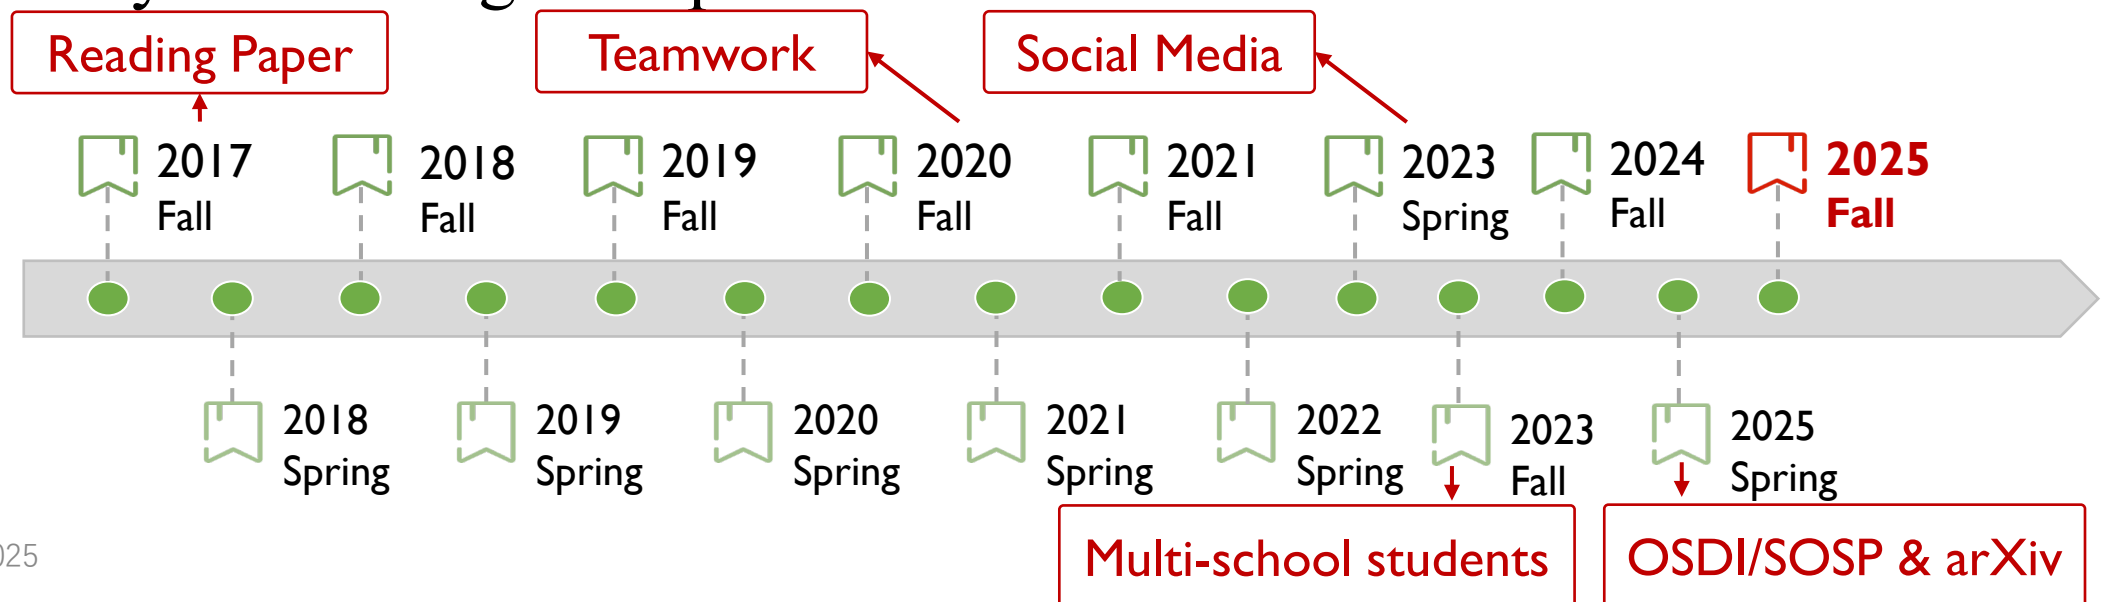 Reading Paper
Teamwork
Social Media
2017
Fall
2018
Fall
2019
Fall
2020
Fall
2021
Fall
2023
Spring
2024
Fall
2025
Fall
2018
Spring
2019
Spring
2020
Spring
2021
Spring
2022
Spring
2023
Fall
2025
Spring
Multi-school students
OSDI/SOSP & arXiv